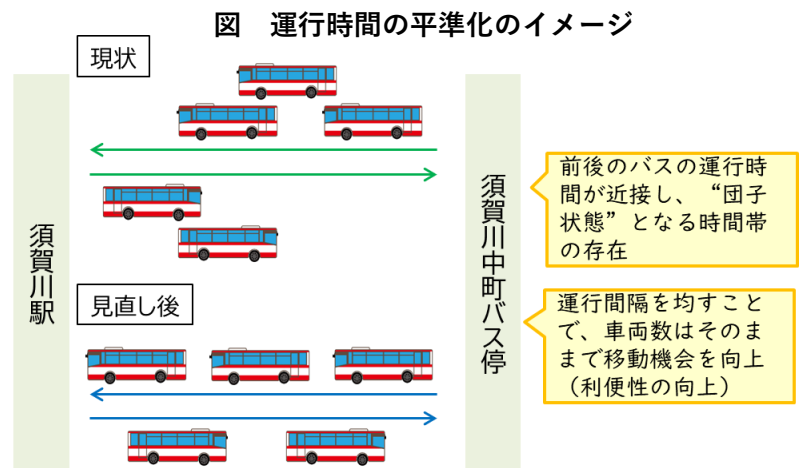 図　運行時間の平準化のイメージ
現状
前後のバスの運行時
間が近接し、“団子
状態”となる時間帯
の存在
須賀川駅
須賀川中町バス停
見直し後
運行間隔を均すこと
で、車両数はそのま
まで移動機会を向上
（利便性の向上）